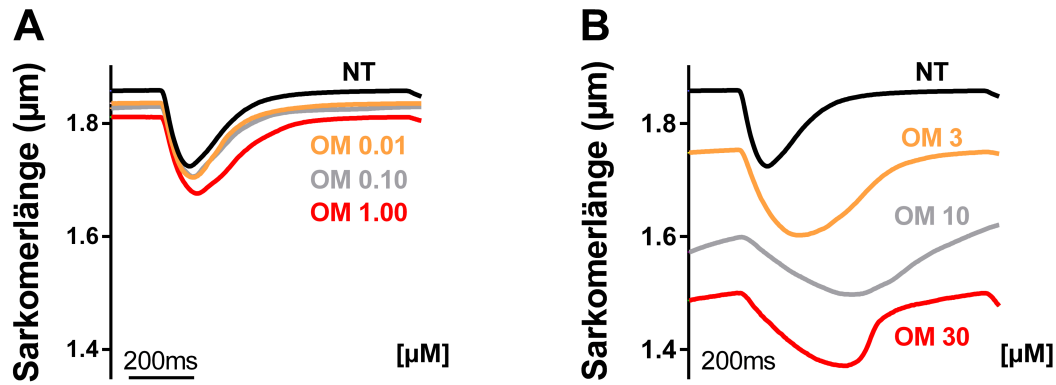 A
Sarkomerlänge (µm)
1.8
1.6
1.4
NT
OM 0.01
OM 0.10
OM 1.00
200ms
[µM]
B
Sarkomerlänge (µm)
1.8
1.6
1.4
NT
OM 3
OM 10
OM 30
200ms
[µM]